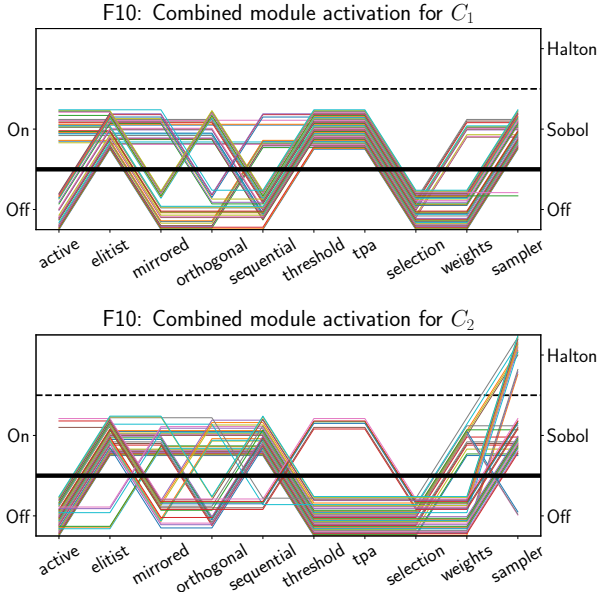 F10: Combined module activation for C₁
Halton
On
Sobol
Off
Off
active
elitist
mirrored
orthogonal
sequential
threshold
tpa
selection
weights
sampler
F10: Combined module activation for C₂
Halton
On
Sobol
Off
Off
active
elitist
mirrored
orthogonal
sequential
threshold
tpa
selection
weights
sampler